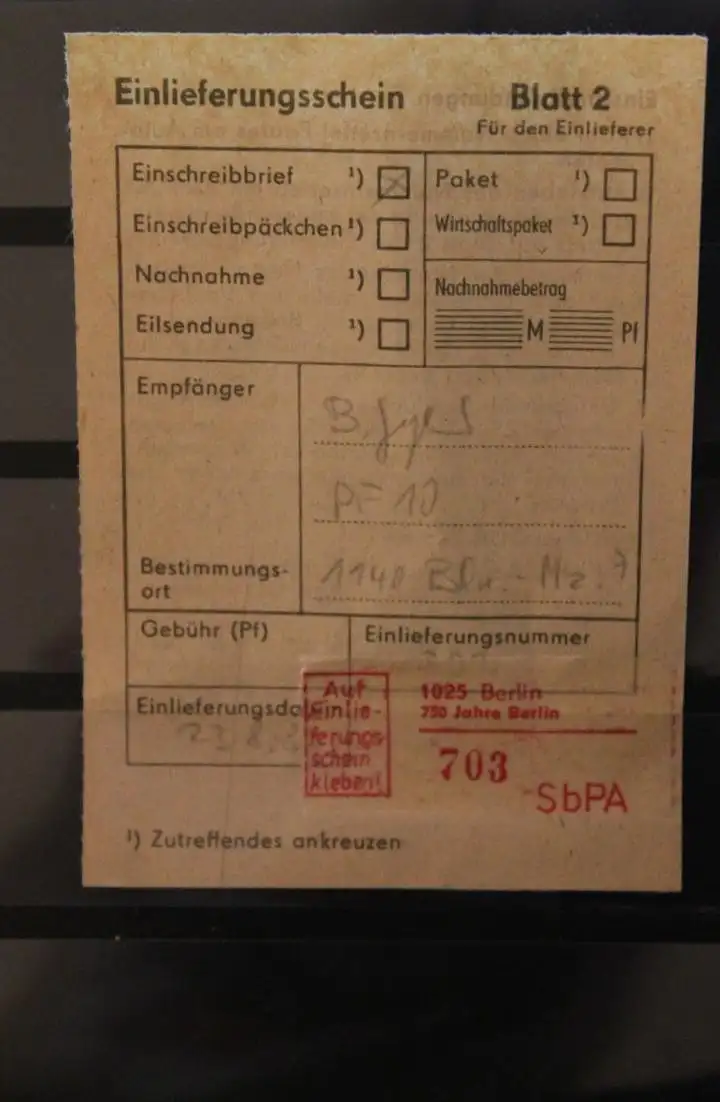 Einlieferungsschein Blatt 2
Für den Einlieferer
Einschreibbrief ¹) Paket ¹)
Einschreibpäckchen ¹) Wirtschaftspaket ¹)
Nachnahme ¹) Nachnahmebetrag
Eilsendung ¹) M Pf
Empfänger
PF 10
Bestimmungs-
ort
1140 Bln.-
Gebühr (Pf) Einlieferungsnummer
Einlieferungsda
Auf
Einlie-
ferungs-
schein
kleben!
1025 Berlin
750 Jahre Berlin
703
SbPA
¹) Zutreffendes ankreuzen